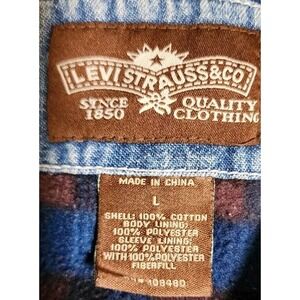 LEVI STRAUSS & CO.
SINCE 1850
QUALITY CLOTHING
MADE IN CHINA
L
SHELL: 100% COTTON
BODY LINING:
100% POLYESTER
SLEEVE LINING:
100% POLYESTER
WITH 100% POLYESTER
FIBERFILL